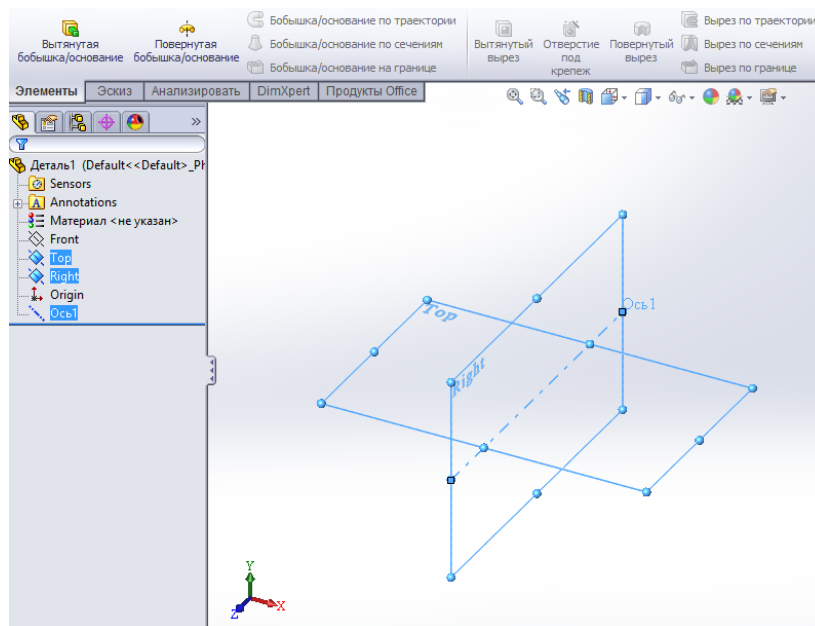 Вытянутая
бобышка/основание
Повернутая
бобышка/основание
Бобышка/основание по траектории
Бобышка/основание по сечениям
Бобышка/основание на границе
Вытянутый
вырез
Отверстие
под
крепеж
Повернутый
вырез
Вырез по траектории
Вырез по сечениям
Вырез по границе
Элементы
Эскиз
Анализировать
DimXpert
Продукты Office
»
Деталь1 (Default<<Default>_Ph
Sensors
A
Annotations
Материал <не указан>
Front
Top
Right
Origin
Ось1
Top
Ось1
Right
Y
X
Z